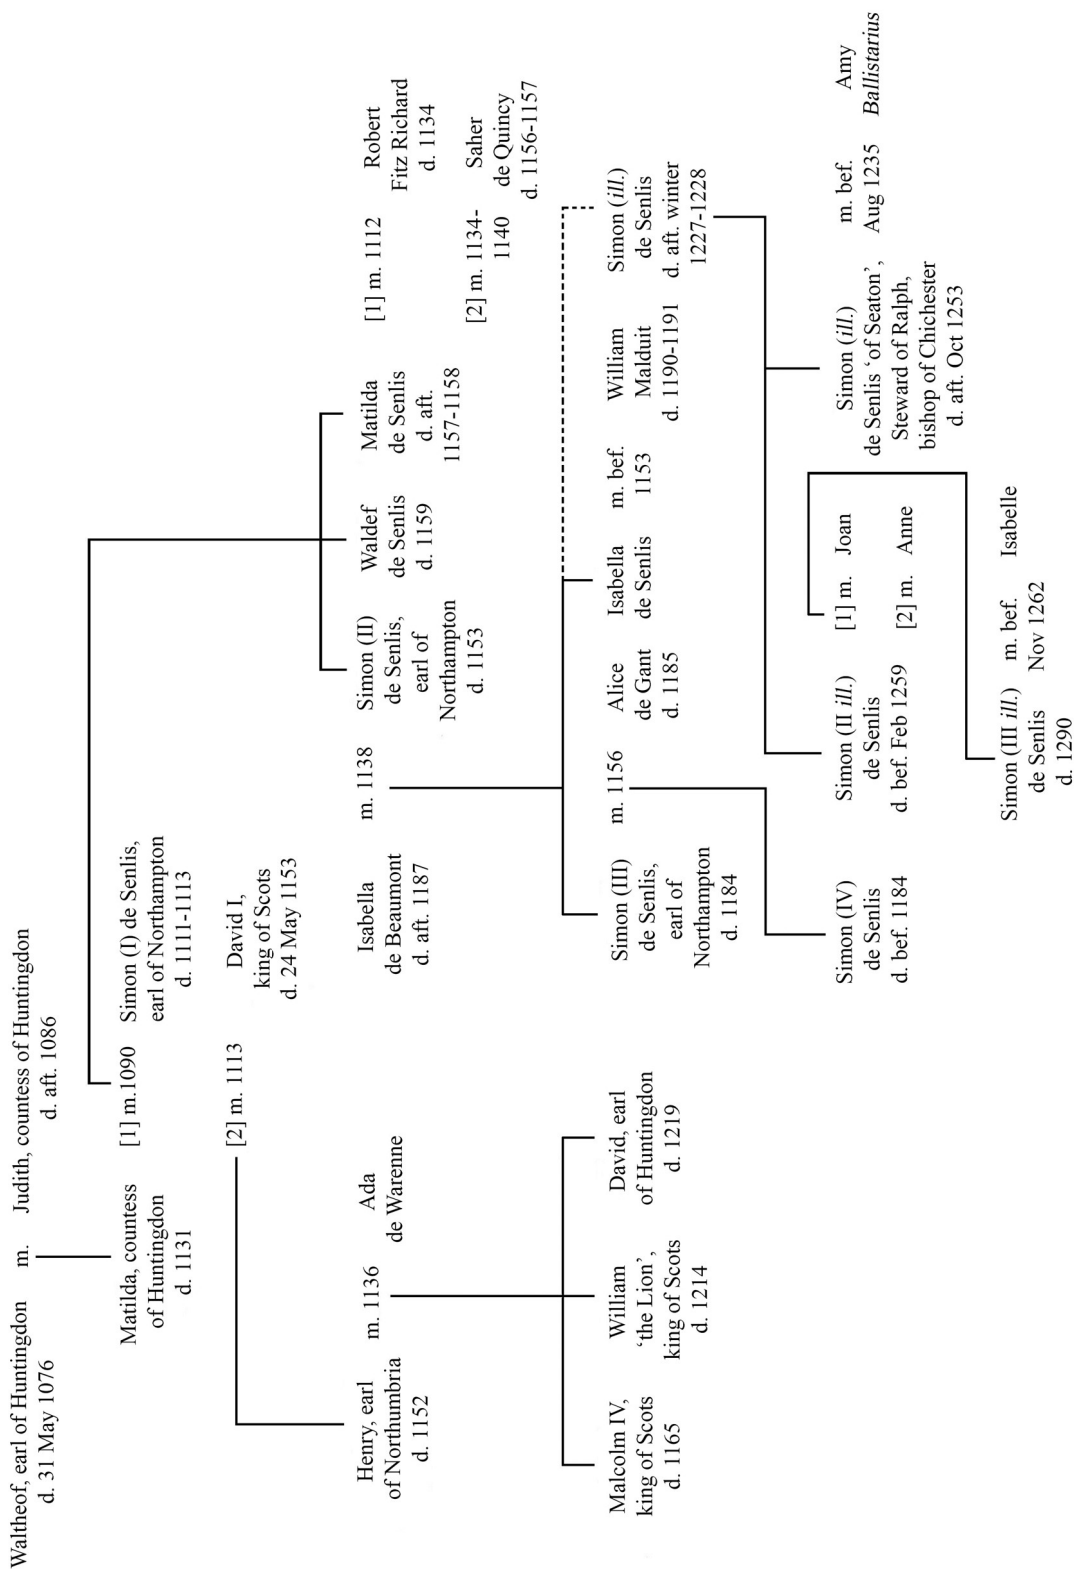 Waltheof, earl of Huntingdon
d. 31 May 1076
m.
Judith, countess of Huntingdon
d. aft. 1086
Matilda, countess
of Huntingdon
d. 1131
[1] m.1090
Simon (I) de Senlis,
earl of Northampton
d. 1111-1113
[2] m. 1113
David I,
king of Scots
d. 24 May 1153
Henry, earl
of Northumbria
d. 1152
m. 1136
Ada
de Warenne
Isabella
de Beaumont
d. aft. 1187
m. 1138
Simon (II)
de Senlis,
earl of
Northampton
d. 1153
Waldef
de Senlis
d. 1159
Matilda
de Senlis
d. aft.
1157-1158
[1] m. 1112
Robert
Fitz Richard
d. 1134
[2] m. 1134-
1140
Saher
de Quincy
d. 1156-1157
Malcolm IV,
king of Scots
d. 1165
William
‘the Lion’,
king of Scots
d. 1214
David, earl
of Huntingdon
d. 1219
Simon (III)
de Senlis,
earl of
Northampton
d. 1184
m. 1156
Alice
de Gant
d. 1185
Isabella
de Senlis
m. bef.
1153
William
Malduit
d. 1190-1191
Simon (ill.)
de Senlis
d. aft. winter
1227-1228
Simon (IV)
de Senlis
d. bef. 1184
Simon (II ill.)
de Senlis
d. bef. Feb 1259
[1] m.
Joan
[2] m.
Anne
Simon (ill.)
de Senlis ‘of Seaton’,
Steward of Ralph,
bishop of Chichester
d. aft. Oct 1253
m. bef.
Aug 1235
Amy
Ballistarius
Simon (III ill.)
de Senlis
d. 1290
m. bef.
Nov 1262
Isabelle